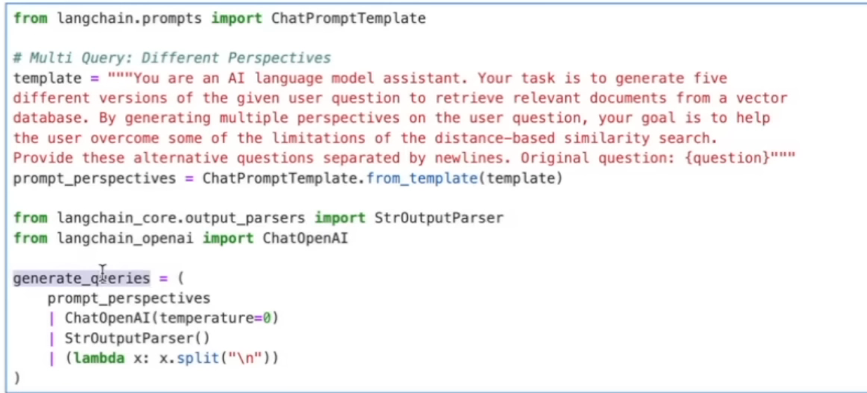 from langchain.prompts import ChatPromptTemplate
# Multi Query: Different Perspectives
template = """You are an AI language model assistant. Your task is to generate five
different versions of the given user question to retrieve relevant documents from a vector
database. By generating multiple perspectives on the user question, your goal is to help
the user overcome some of the limitations of the distance-based similarity search.
Provide these alternative questions separated by newlines. Original question: {question}"""
prompt_perspectives = ChatPromptTemplate.from_template(template)
from langchain_core.output_parsers import StrOutputParser
from langchain_openai import ChatOpenAI
generate_queries = (
    prompt_perspectives
    | ChatOpenAI(temperature=0)
    | StrOutputParser()
    | (lambda x: x.split("\n"))
)